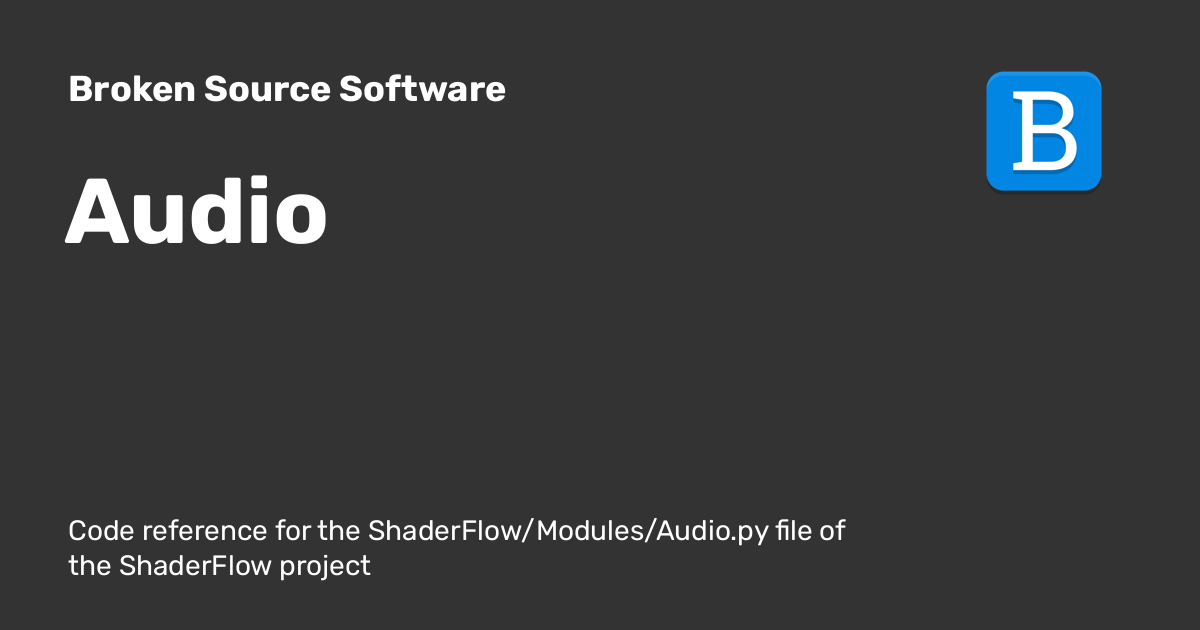 Broken Source Software
B
Audio
Code reference for the ShaderFlow/Modules/Audio.py file of
the ShaderFlow project